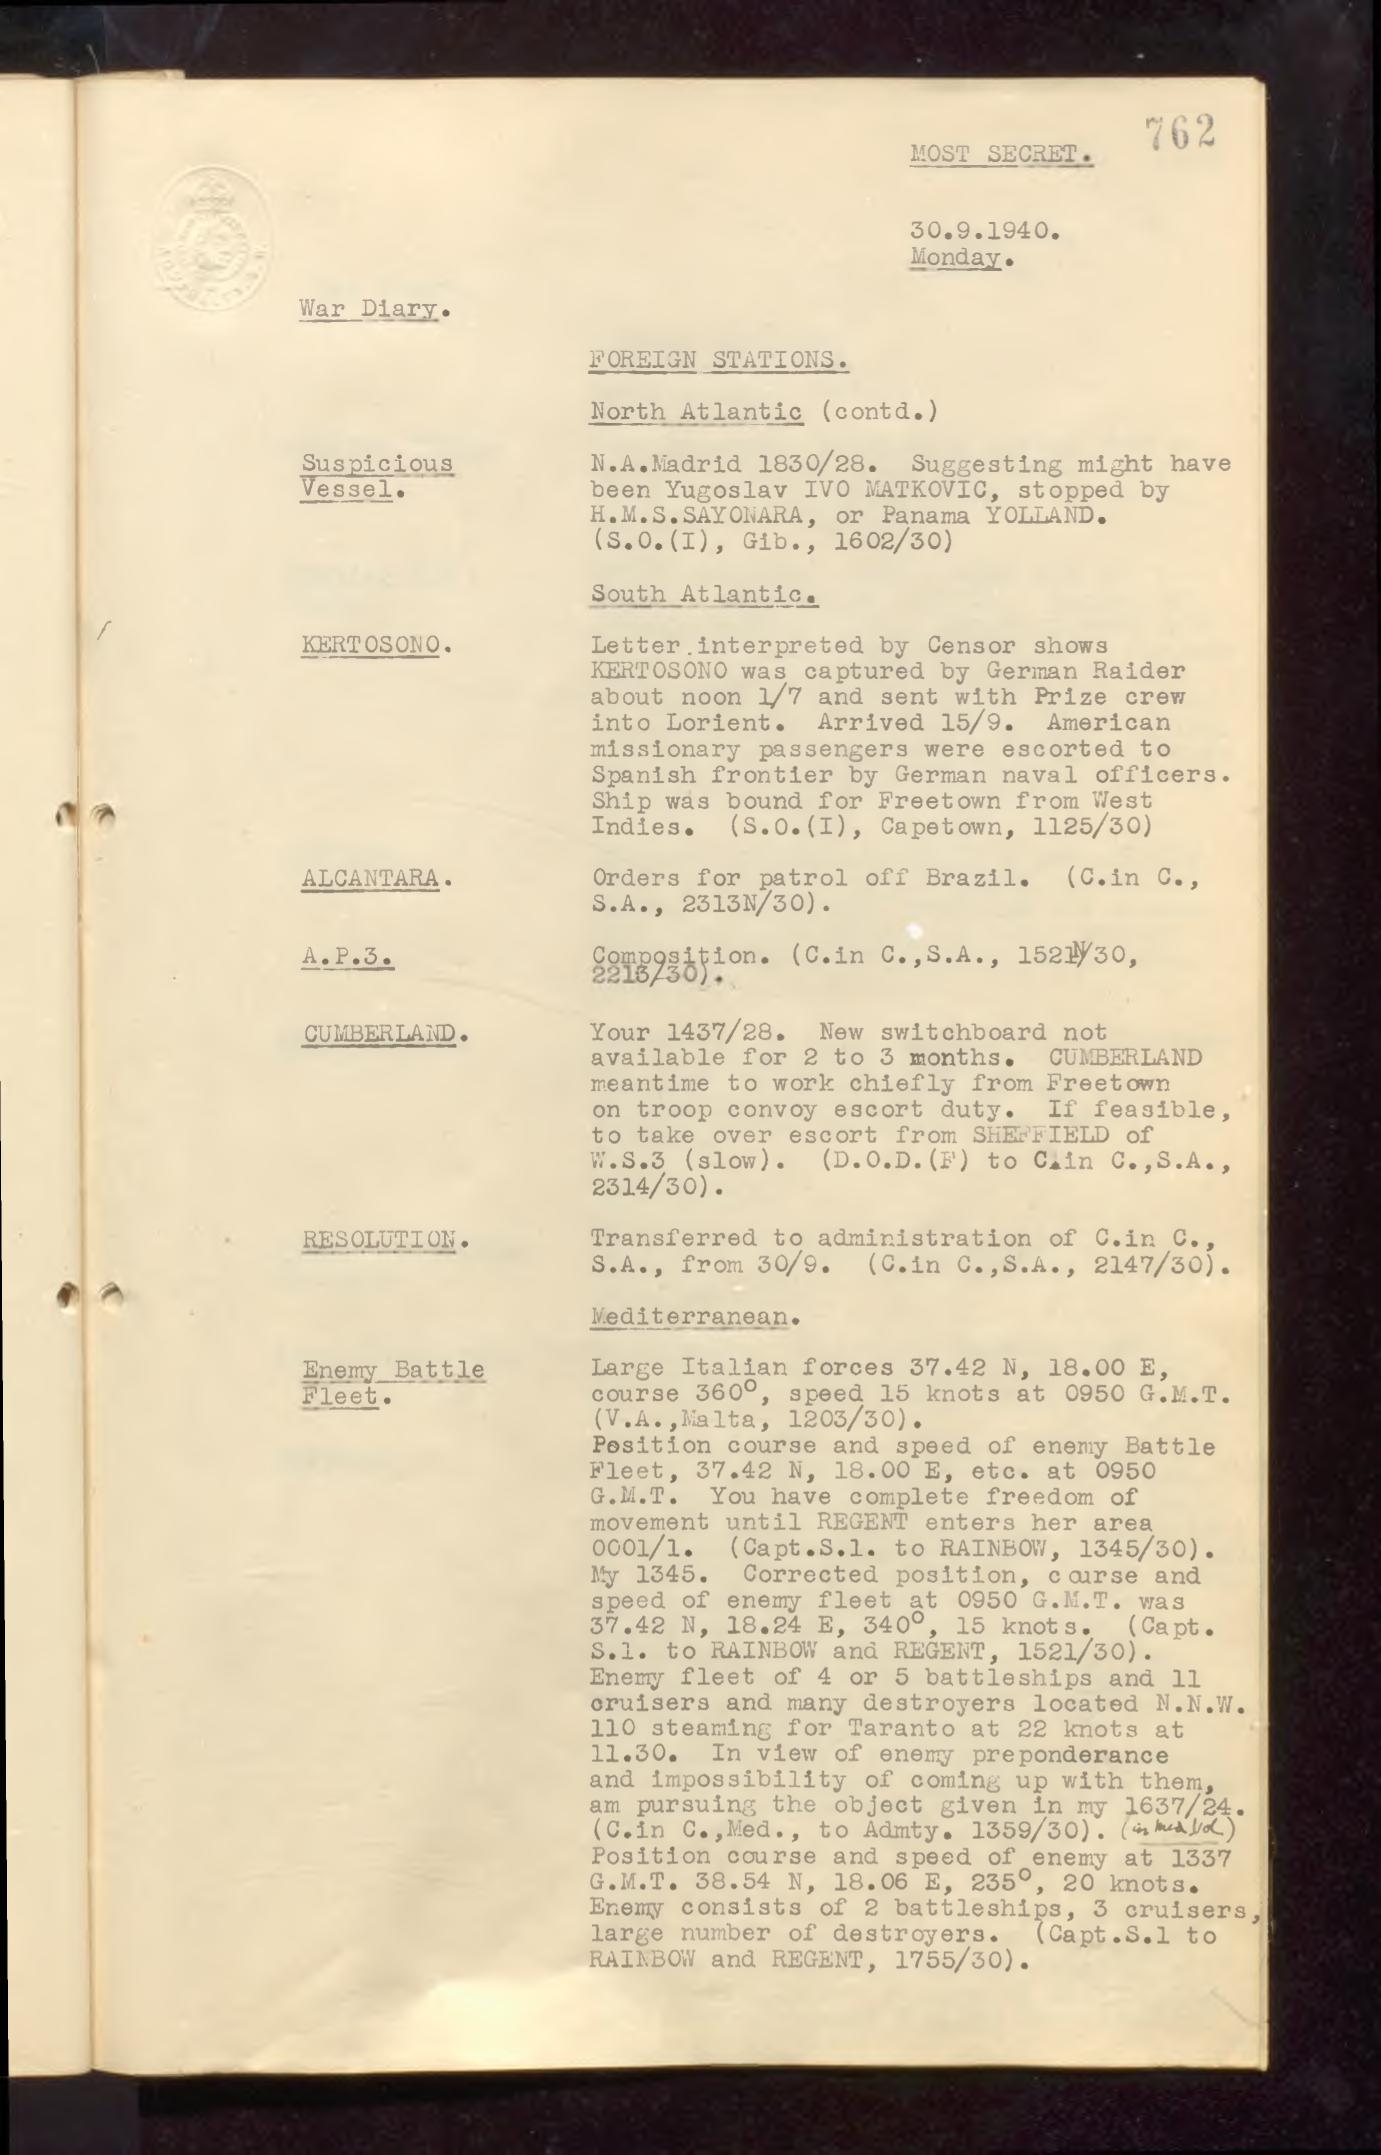 762
MOST SECRET.
30.9.1940.
Monday.
War Diary.
FOREIGN STATIONS.
North Atlantic (contd.)
Suspicious
Vessel.
N.A.Madrid 1830/28. Suggesting might have
been Yugoslav IVO MATKOVIC, stopped by
H.M.S.SAYONARA, or Panama YOLLAND.
(S.O.(I), Gib., 1602/30)
South Atlantic.
KERTOSONO.
Letter.interpreted by Censor shows
KERTOSONO was captured by German Raider
about noon 1/7 and sent with Prize crew
into Lorient. Arrived 15/9. American
missionary passengers were escorted to
Spanish frontier by German naval officers.
Ship was bound for Freetown from West
Indies. (S.O.(I), Capetown, 1125/30)
ALCANTARA.
Orders for patrol off Brazil. (C.in C.,
S.A., 2313N/30).
A.P.3.
Composition. (C.in C.,S.A., 1521N/30,
2213/30).
CUMBERLAND.
Your 1437/28. New switchboard not
available for 2 to 3 months. CUMBERLAND
meantime to work chiefly from Freetown
on troop convoy escort duty. If feasible,
to take over escort from SHEFFIELD of
W.S.3 (slow). (D.O.D.(F) to C.in C.,S.A.,
2314/30).
RESOLUTION.
Transferred to administration of C.in C.,
S.A., from 30/9. (C.in C.,S.A., 2147/30).
Mediterranean.
Enemy Battle
Fleet.
Large Italian forces 37.42 N, 18.00 E,
course 360°, speed 15 knots at 0950 G.M.T.
(V.A.,Malta, 1203/30).
Position course and speed of enemy Battle
Fleet, 37.42 N, 18.00 E, etc. at 0950
G.M.T. You have complete freedom of
movement until REGENT enters her area
0001/1. (Capt.S.1. to RAINBOW, 1345/30).
My 1345. Corrected position, course and
speed of enemy fleet at 0950 G.M.T. was
37.42 N, 18.24 E, 340°, 15 knots. (Capt.
S.1. to RAINBOW and REGENT, 1521/30).
Enemy fleet of 4 or 5 battleships and 11
cruisers and many destroyers located N.N.W.
110 steaming for Taranto at 22 knots at
11.30. In view of enemy preponderance
and impossibility of coming up with them,
am pursuing the object given in my 1637/24.
(C.in C.,Med., to Admty. 1359/30). (in Med Vol)
Position course and speed of enemy at 1337
G.M.T. 38.54 N, 18.06 E, 235°, 20 knots.
Enemy consists of 2 battleships, 3 cruisers,
large number of destroyers. (Capt.S.1 to
RAINBOW and REGENT, 1755/30).